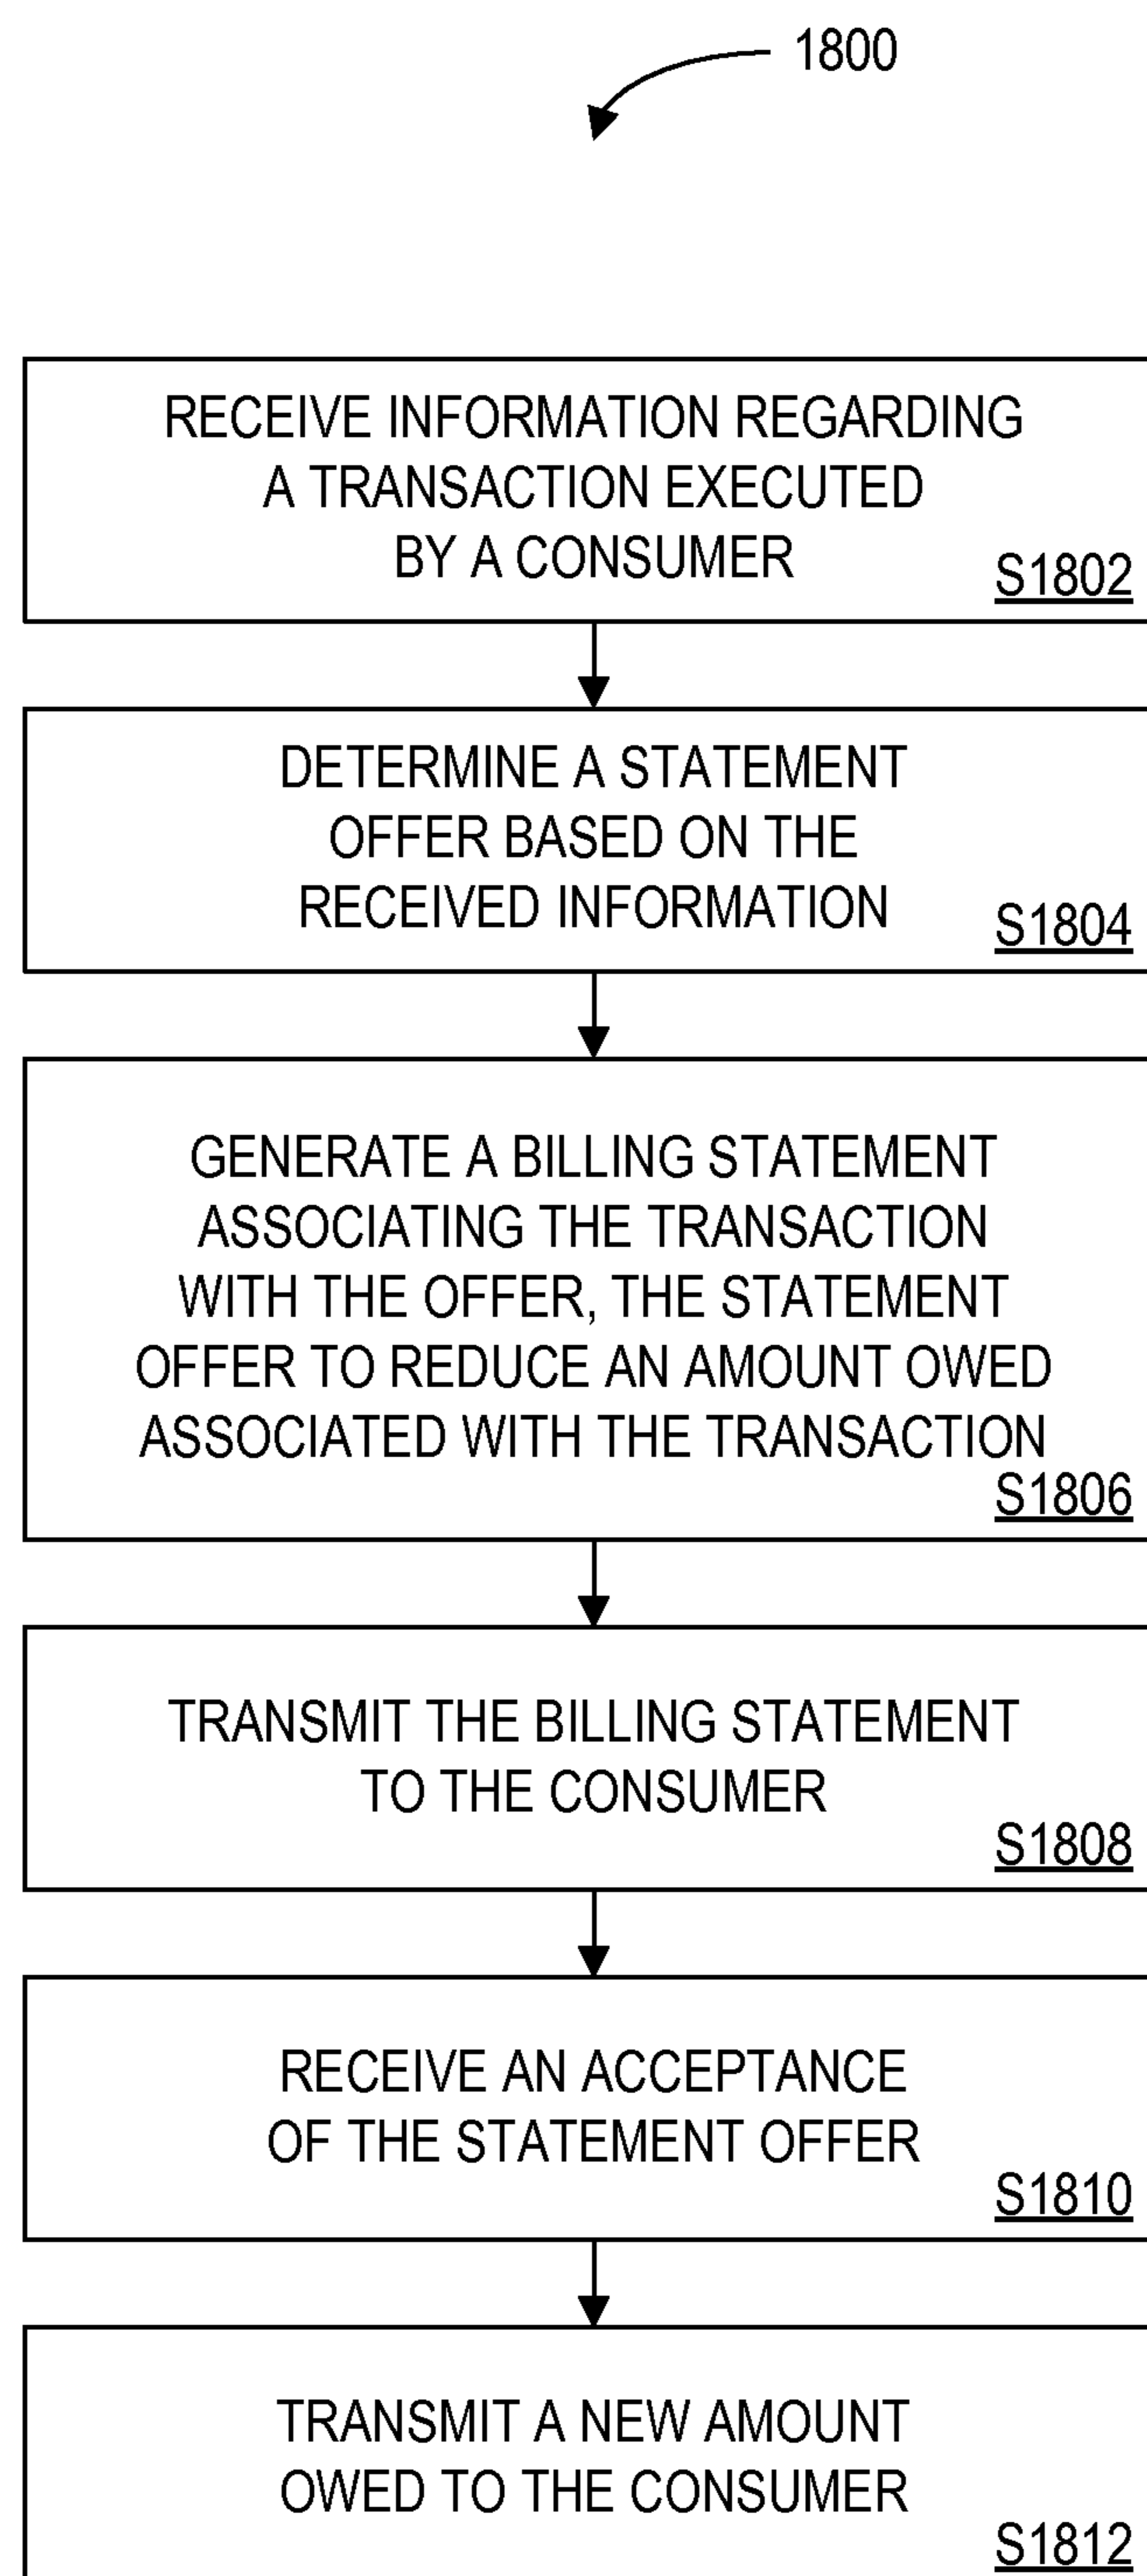 1800
RECEIVE INFORMATION REGARDING
A TRANSACTION EXECUTED
BY A CONSUMER
S1802
DETERMINE A STATEMENT
OFFER BASED ON THE
RECEIVED INFORMATION
S1804
GENERATE A BILLING STATEMENT
ASSOCIATING THE TRANSACTION
WITH THE OFFER, THE STATEMENT
OFFER TO REDUCE AN AMOUNT OWED
ASSOCIATED WITH THE TRANSACTION
S1806
TRANSMIT THE BILLING STATEMENT
TO THE CONSUMER
S1808
RECEIVE AN ACCEPTANCE
OF THE STATEMENT OFFER
S1810
TRANSMIT A NEW AMOUNT
OWED TO THE CONSUMER
S1812